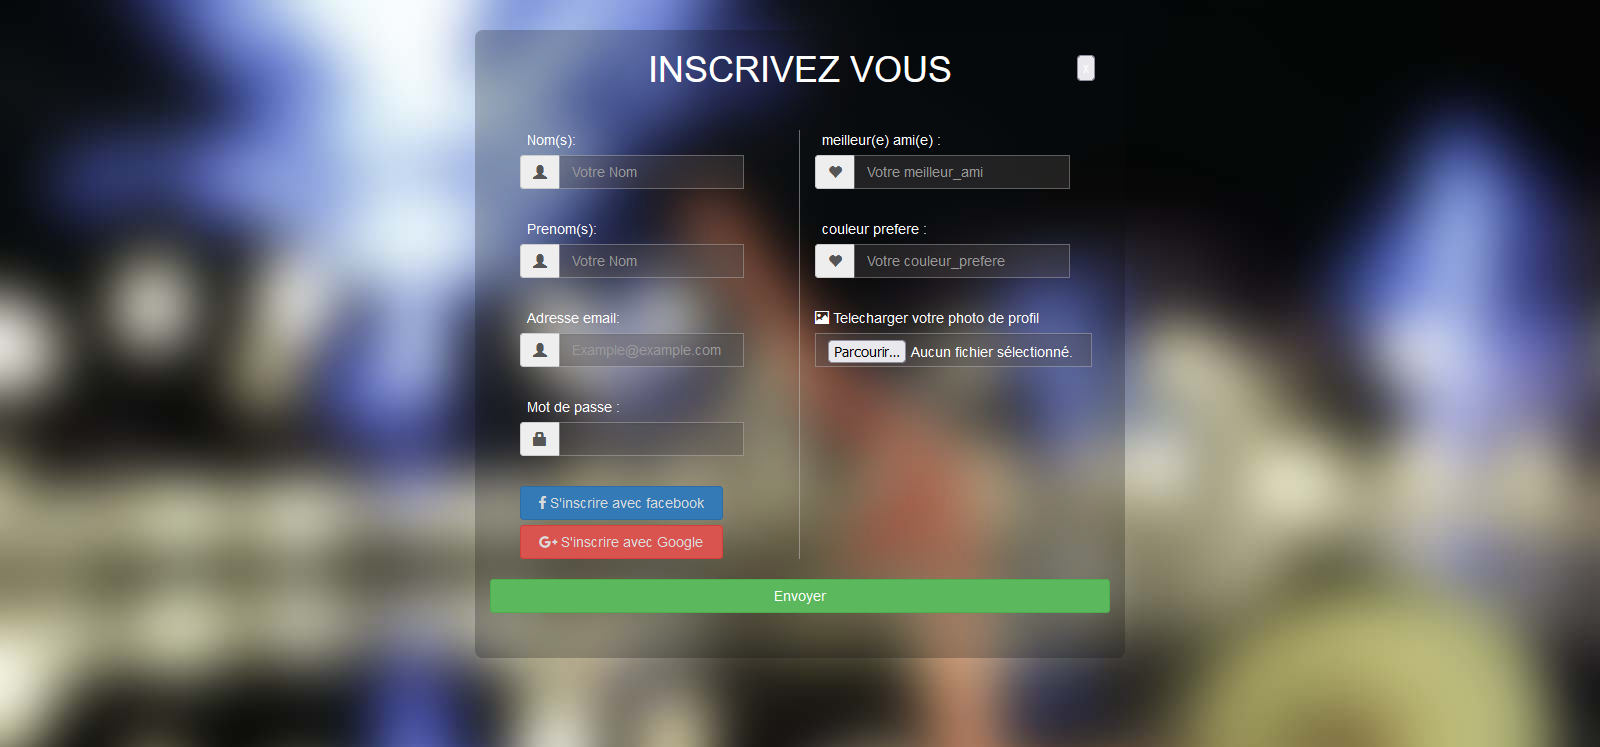 INSCRIVEZ VOUS
x
Nom(s):
Votre Nom
Prenom(s):
Votre Nom
Adresse email:
Example@example.com
Mot de passe :
S'inscrire avec facebook
S'inscrire avec Google
meilleur(e) ami(e) :
Votre meilleur_ami
couleur prefere :
Votre couleur_prefere
Telecharger votre photo de profil
Parcourir... Aucun fichier sélectionné.
Envoyer